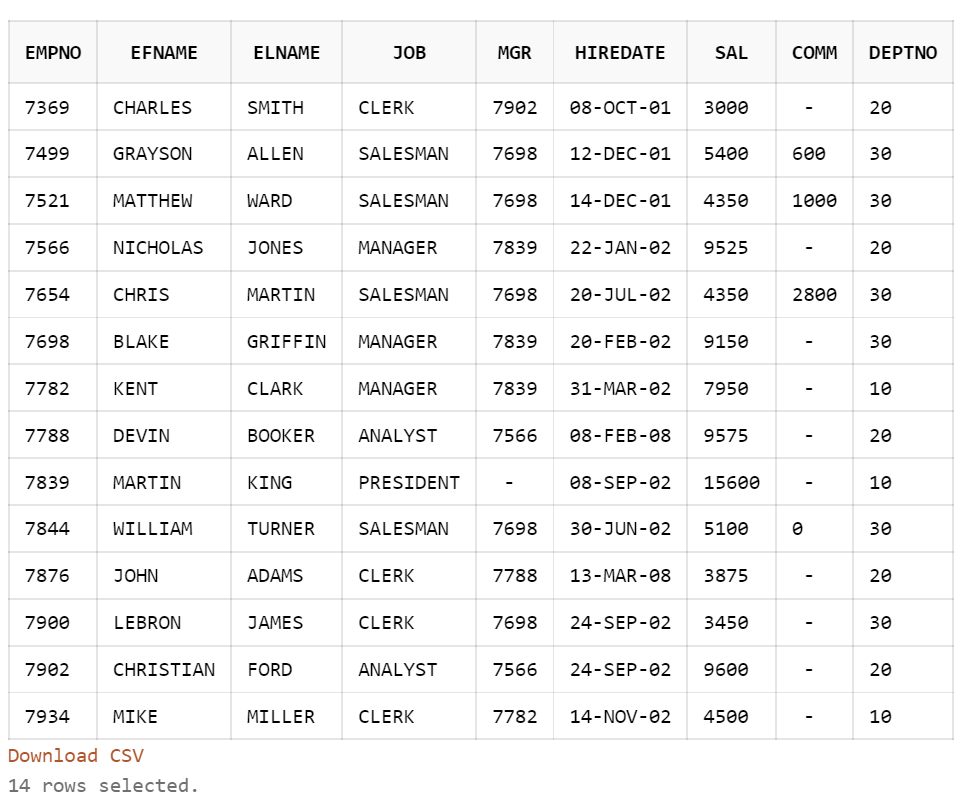 EMPNO EFNAME ELNAME JOB MGR HIREDATE SAL COMM DEPTNO
7369 CHARLES SMITH CLERK 7902 08-OCT-01 3000 - 20
7499 GRAYSON ALLEN SALESMAN 7698 12-DEC-01 5400 600 30
7521 MATTHEW WARD SALESMAN 7698 14-DEC-01 4350 1000 30
7566 NICHOLAS JONES MANAGER 7839 22-JAN-02 9525 - 20
7654 CHRIS MARTIN SALESMAN 7698 20-JUL-02 4350 2800 30
7698 BLAKE GRIFFIN MANAGER 7839 20-FEB-02 9150 - 30
7782 KENT CLARK MANAGER 7839 31-MAR-02 7950 - 10
7788 DEVIN BOOKER ANALYST 7566 08-FEB-08 9575 - 20
7839 MARTIN KING PRESIDENT - 08-SEP-02 15600 - 10
7844 WILLIAM TURNER SALESMAN 7698 30-JUN-02 5100 0 30
7876 JOHN ADAMS CLERK 7788 13-MAR-08 3875 - 20
7900 LEBRON JAMES CLERK 7698 24-SEP-02 3450 - 30
7902 CHRISTIAN FORD ANALYST 7566 24-SEP-02 9600 - 20
7934 MIKE MILLER CLERK 7782 14-NOV-02 4500 - 10
Download CSV
14 rows selected.